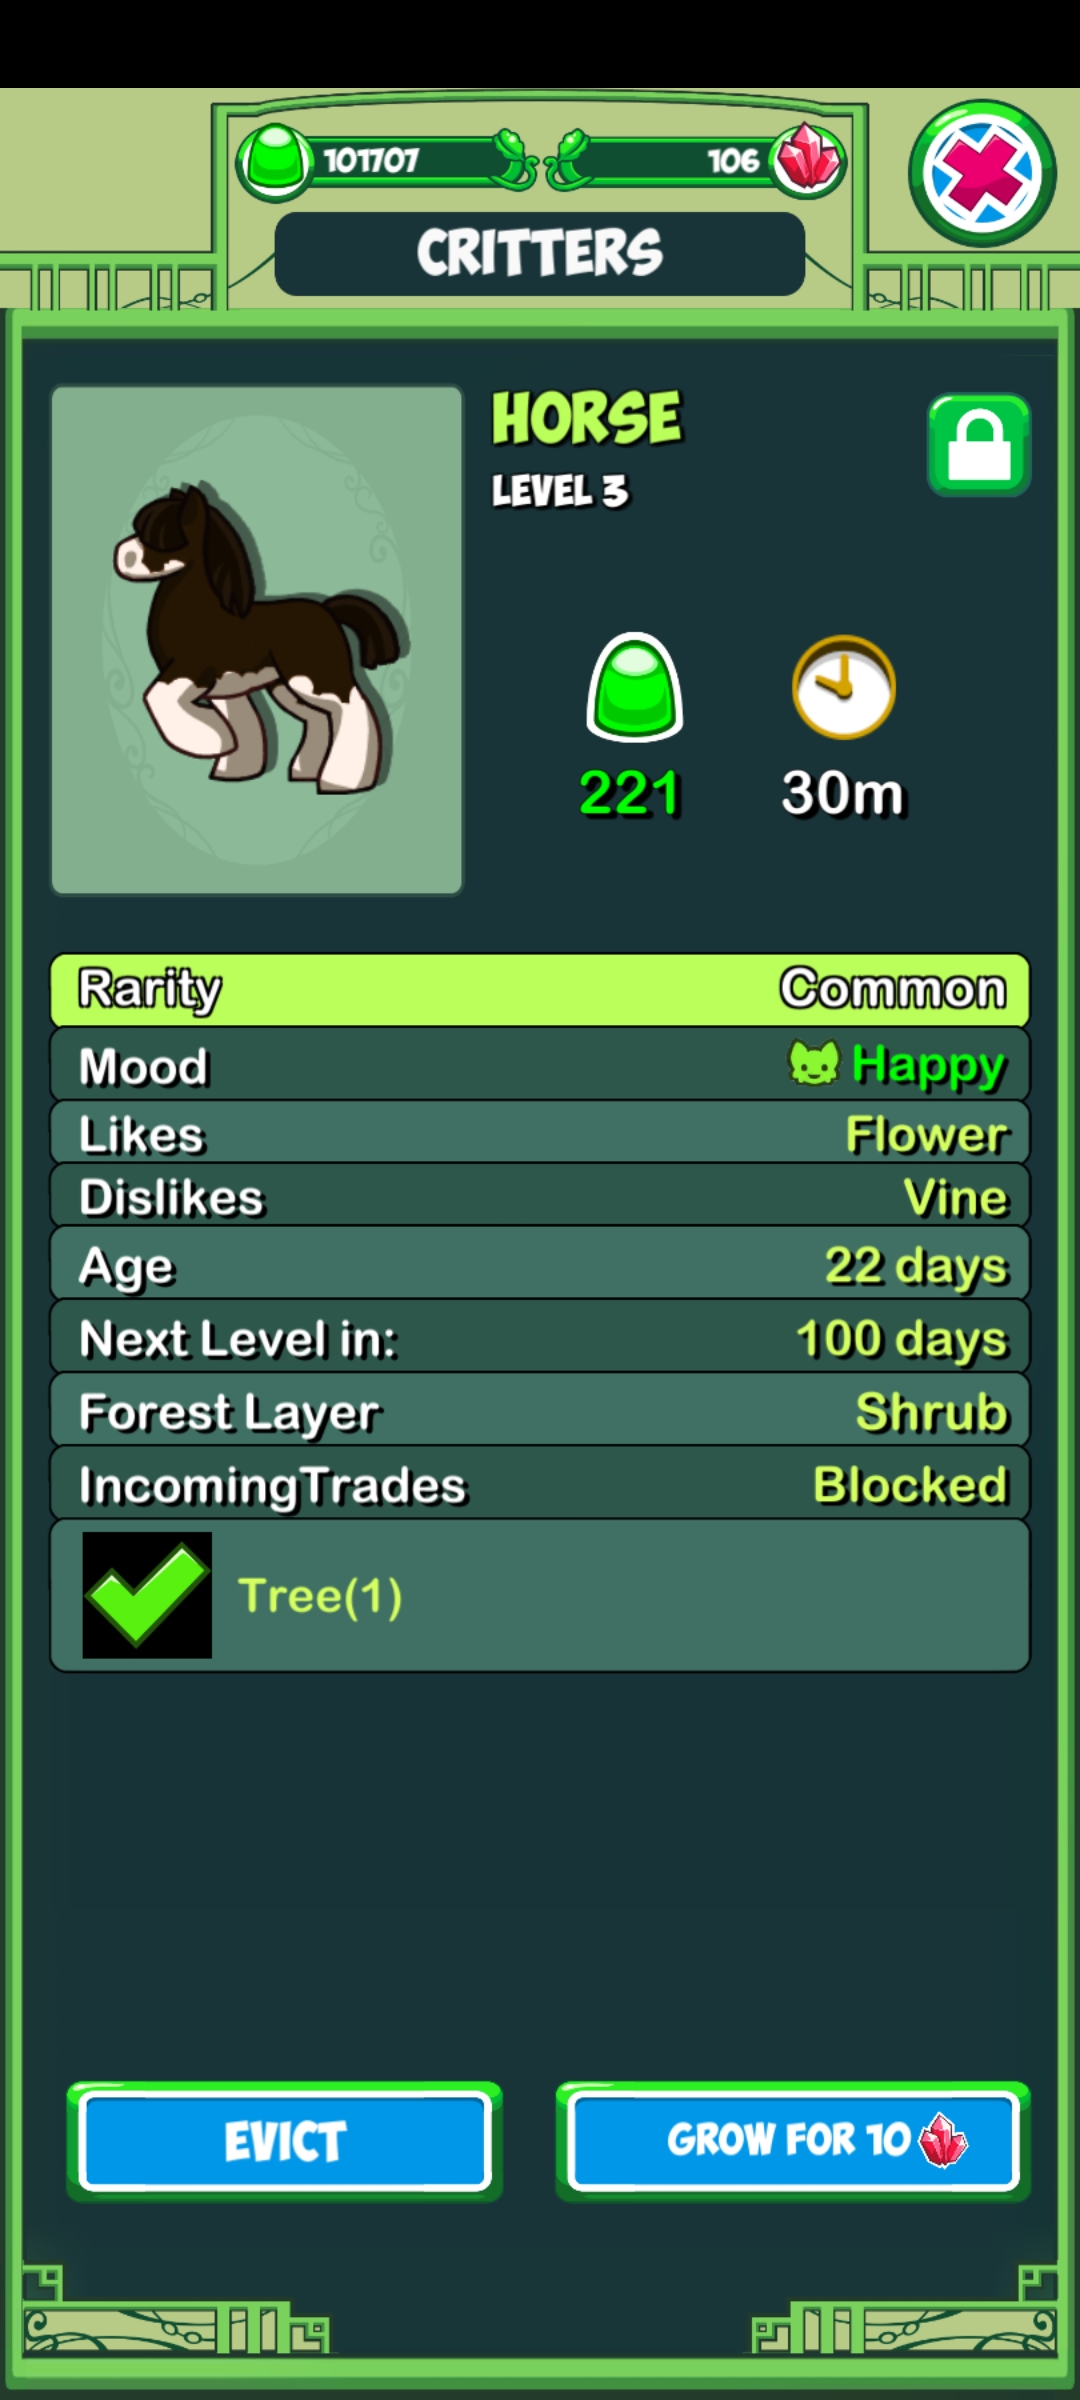 101707
106
CRITTERS
HORSE
LEVEL 3
221
30m
Rarity Common
Mood Happy
Likes Flower
Dislikes Vine
Age 22 days
Next Level in: 100 days
Forest Layer Shrub
IncomingTrades Blocked
Tree(1)
EVICT
GROW FOR 10